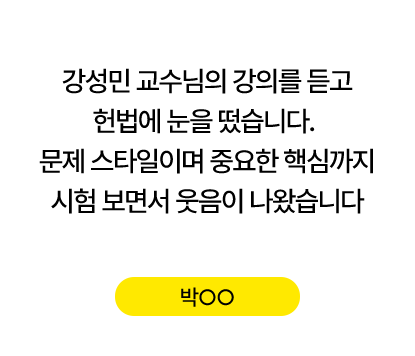 강성민 교수님의 강의를 듣고
헌법에 눈을 떴습니다.
문제 스타일이며 중요한 핵심까지
시험 보면서 웃음이 나왔습니다
박○○